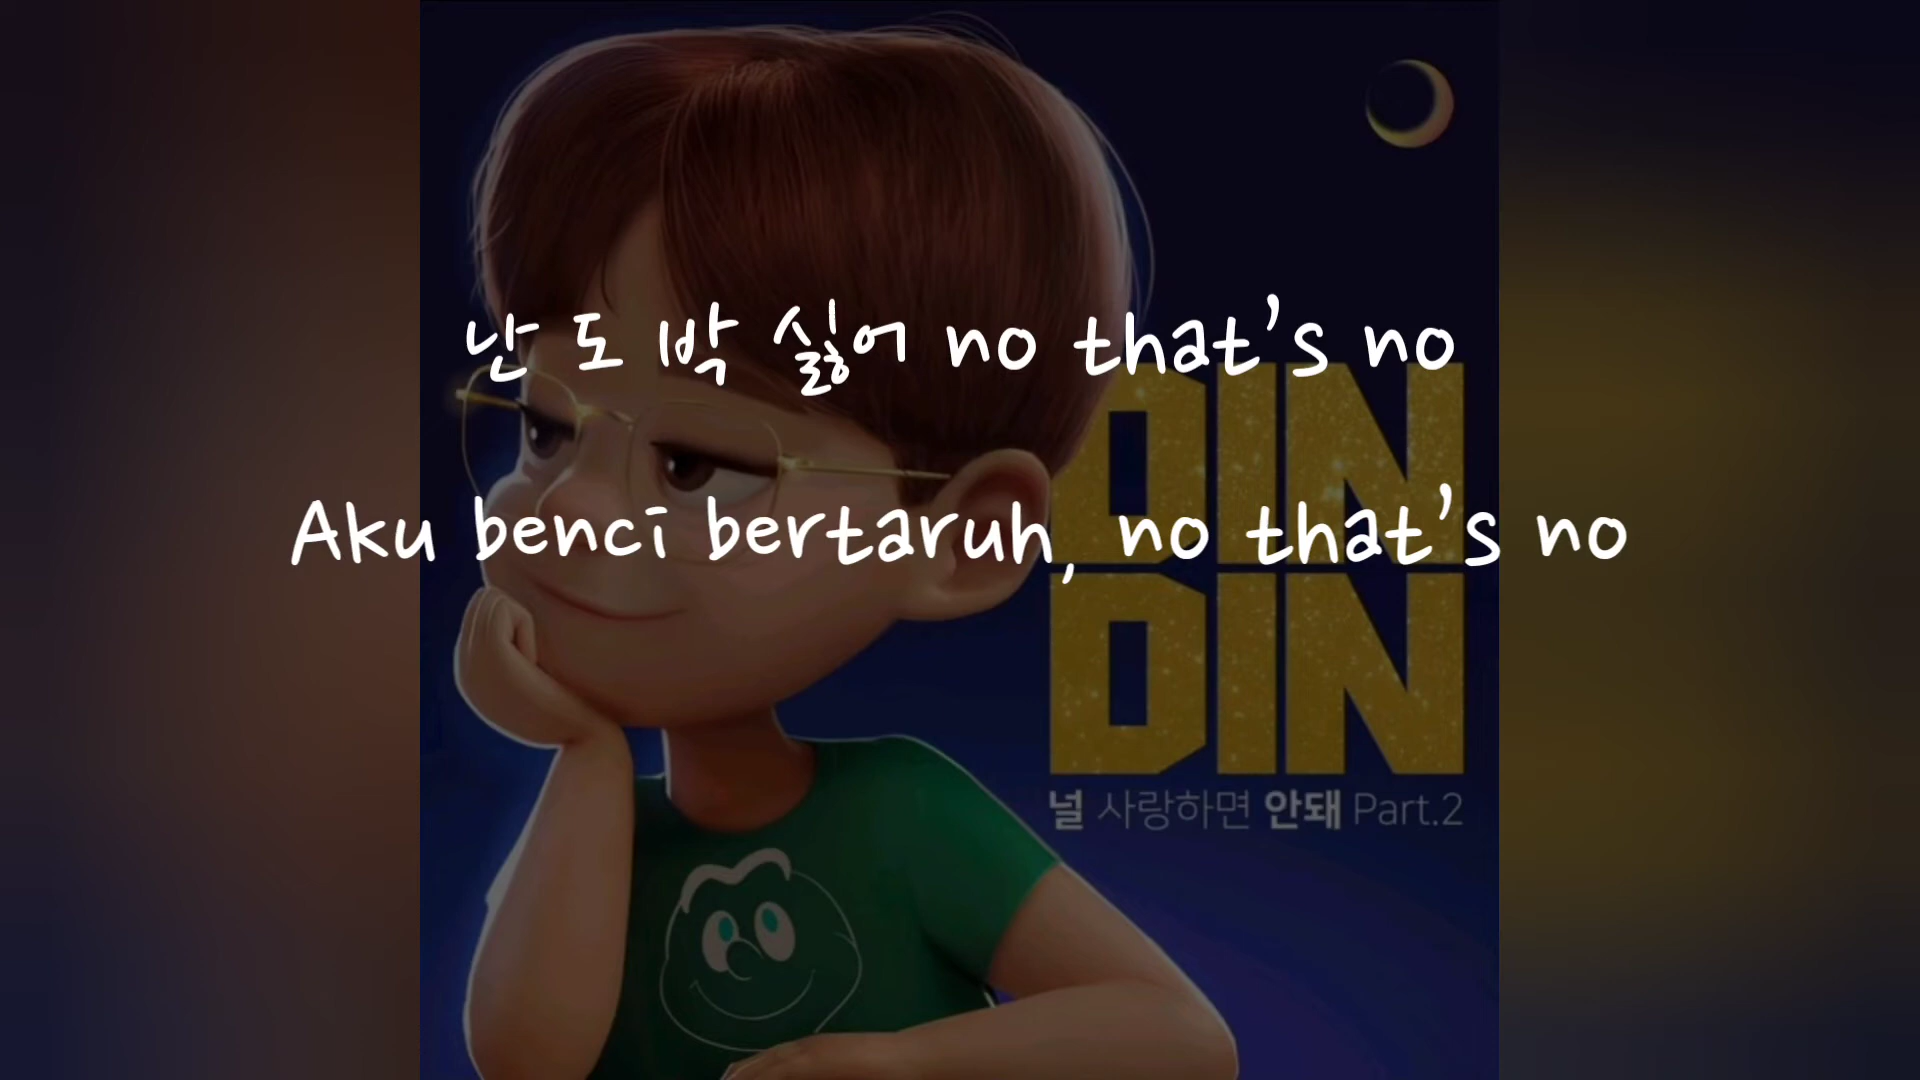 난 도박 싫어 no that's no
Aku benci bertaruh, no that's no
DIN
DIN
널 사랑하면 안돼 Part.2